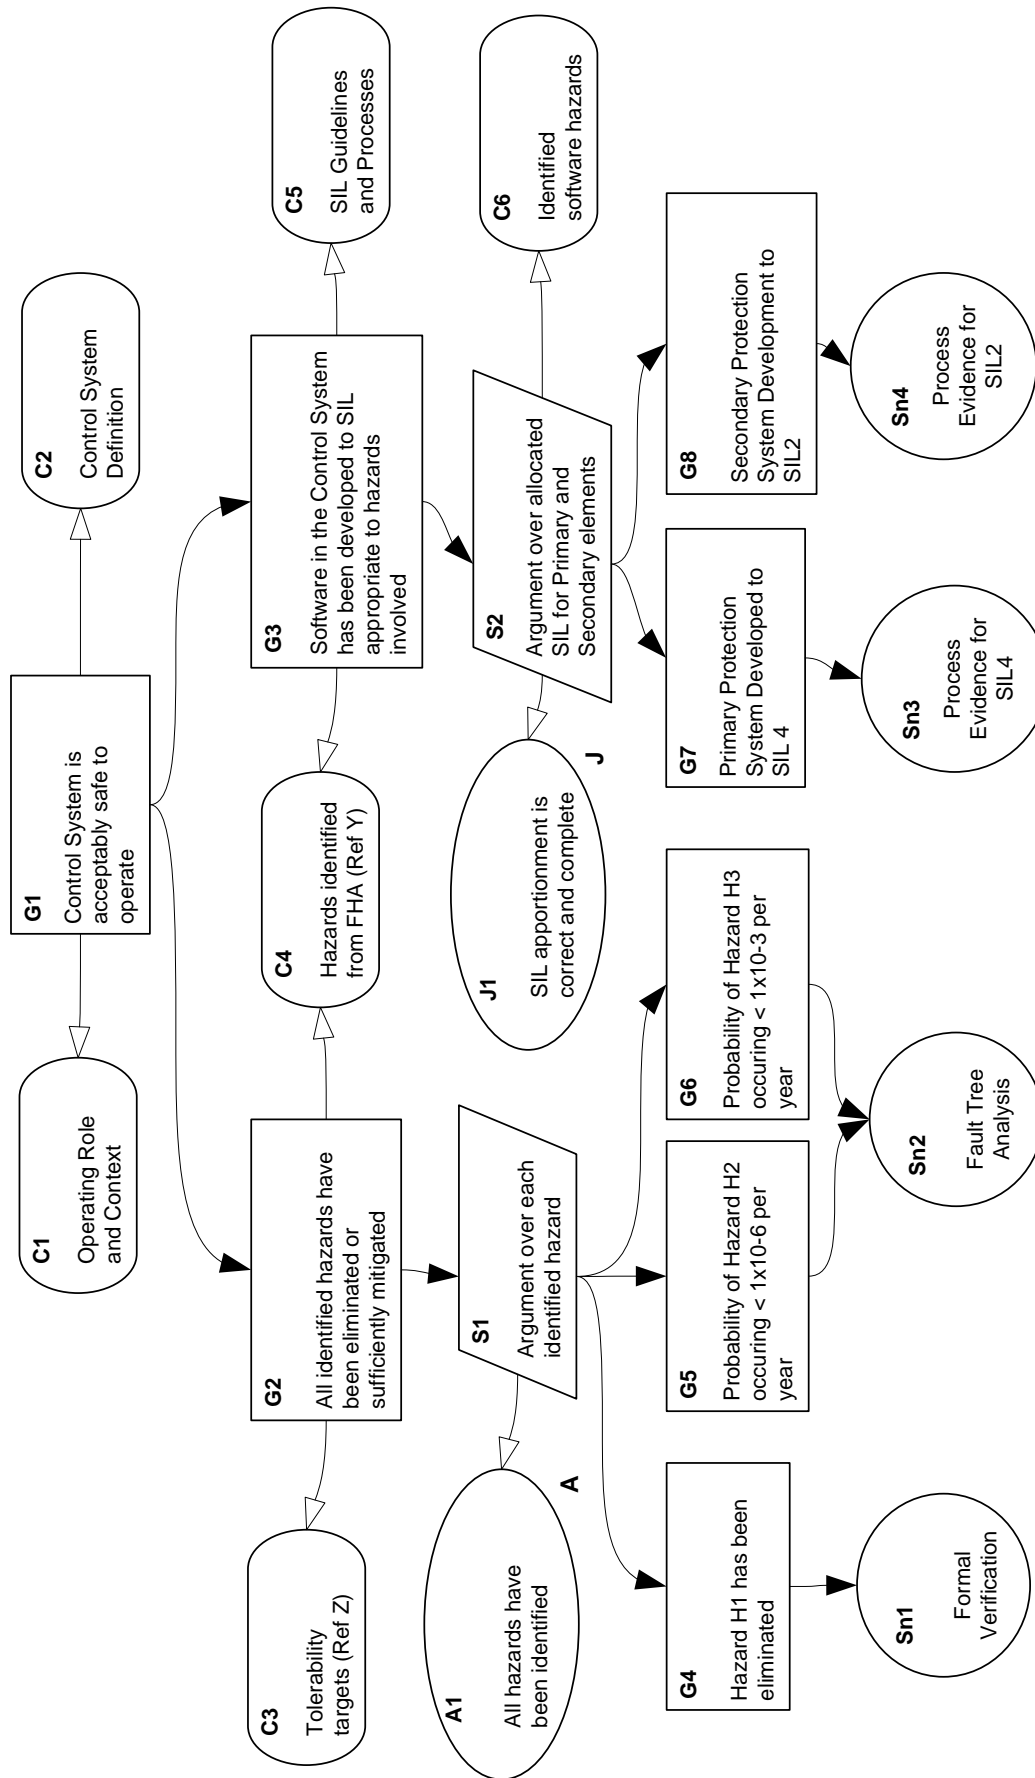 G1
Control System is
acceptably safe to
operate
C1
Operating Role
and Context
C2
Control System
Definition
C3
Tolerability
targets (Ref Z)
G2
All identified hazards have
been eliminated or
sufficiently mitigated
C4
Hazards identified
from FHA (Ref Y)
G3
Software in the Control System
has been developed to SIL
appropriate to hazards
involved
C5
SIL Guidelines
and Processes
A1
All hazards have
been identified
A
S1
Argument over each
identified hazard
J1
SIL apportionment is
correct and complete
J
S2
Argument over allocated
SIL for Primary and
Secondary elements
C6
Identified
software hazards
G4
Hazard H1 has been
eliminated
G5
Probability of Hazard H2
occuring < 1x10-6 per
year
G6
Probability of Hazard H3
occuring < 1x10-3 per
year
G7
Primary Protection
System Developed to
SIL 4
G8
Secondary Protection
System Development to
SIL2
Sn1
Formal
Verification
Sn2
Fault Tree
Analysis
Sn3
Process
Evidence for
SIL4
Sn4
Process
Evidence for
SIL2